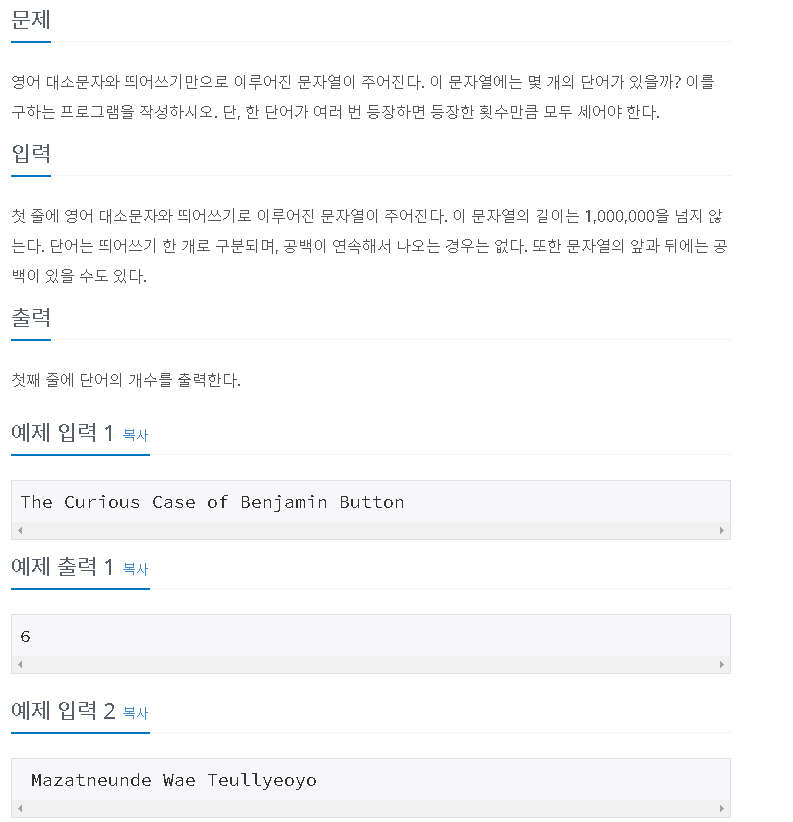 문제
영어 대소문자와 띄어쓰기만으로 이루어진 문자열이 주어진다. 이 문자열에는 몇 개의 단어가 있을까? 이를
구하는 프로그램을 작성하시오. 단, 한 단어가 여러 번 등장하면 등장한 횟수만큼 모두 세어야 한다.
입력
첫 줄에 영어 대소문자와 띄어쓰기로 이루어진 문자열이 주어진다. 이 문자열의 길이는 1,000,000을 넘지 않
는다. 단어는 띄어쓰기 한 개로 구분되며, 공백이 연속해서 나오는 경우는 없다. 또한 문자열의 앞과 뒤에는 공
백이 있을 수도 있다.
출력
첫째 줄에 단어의 개수를 출력한다.
예제 입력 1 복사
The Curious Case of Benjamin Button
예제 출력 1 복사
6
예제 입력 2 복사
 Mazatneunde Wae Teullyeoyo